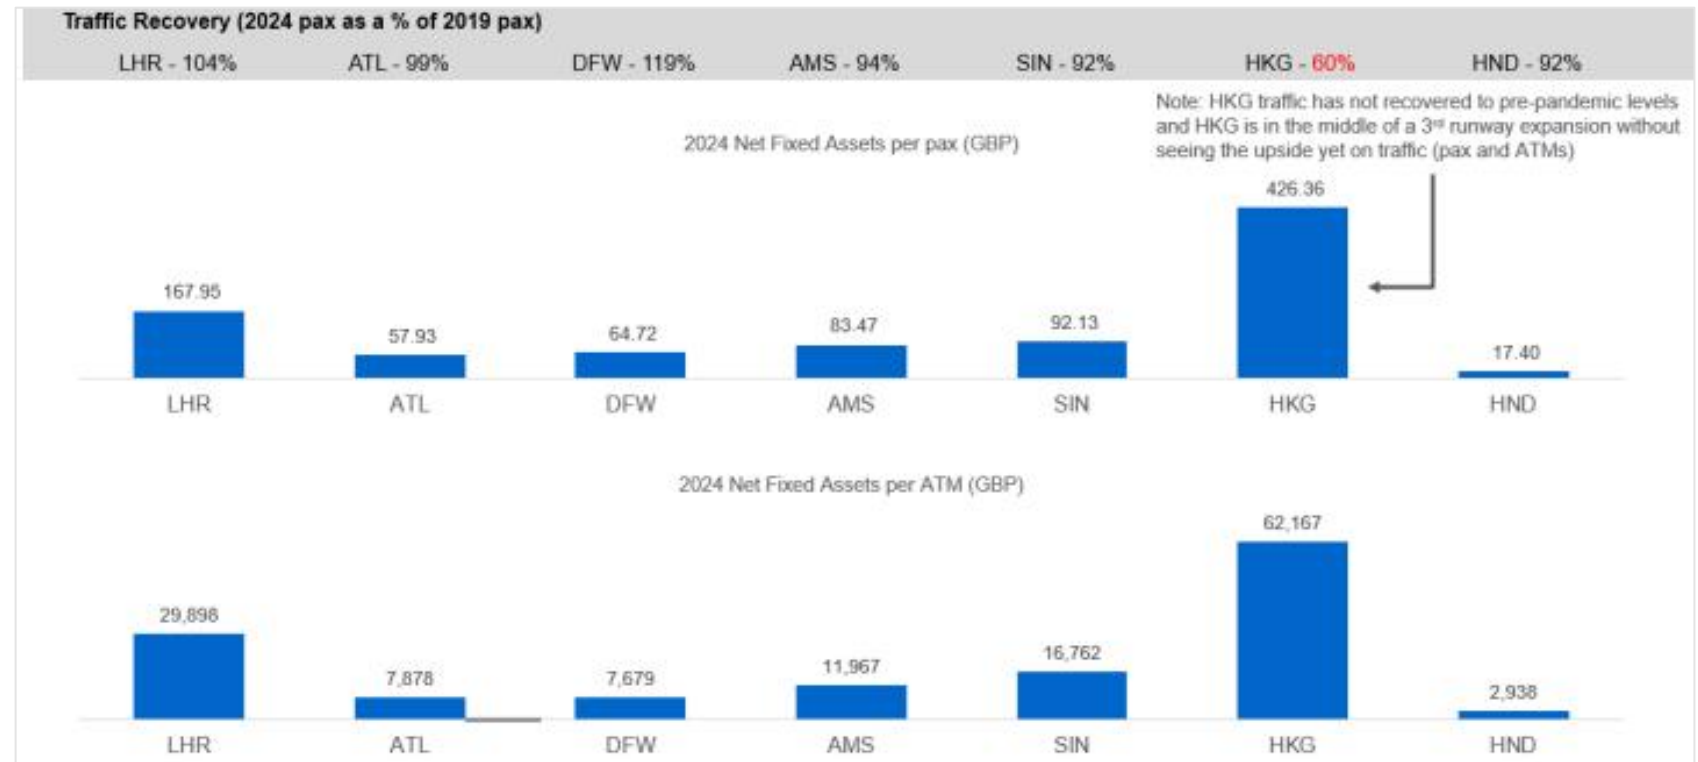 Traffic Recovery (2024 pax as a % of 2019 pax)
LHR - 104% ATL - 99% DFW - 119% AMS - 94% SIN - 92% HKG - 60% HND - 92%
Note: HKG traffic has not recovered to pre-pandemic levels
and HKG is in the middle of a 3rd runway expansion without
seeing the upside yet on traffic (pax and ATMs)
2024 Net Fixed Assets per pax (GBP)
167.95 57.93 64.72 83.47 92.13 426.36 17.40
LHR ATL DFW AMS SIN HKG HND
2024 Net Fixed Assets per ATM (GBP)
29,898 7,878 7,679 11,967 16,762 62,167 2,938
LHR ATL DFW AMS SIN HKG HND